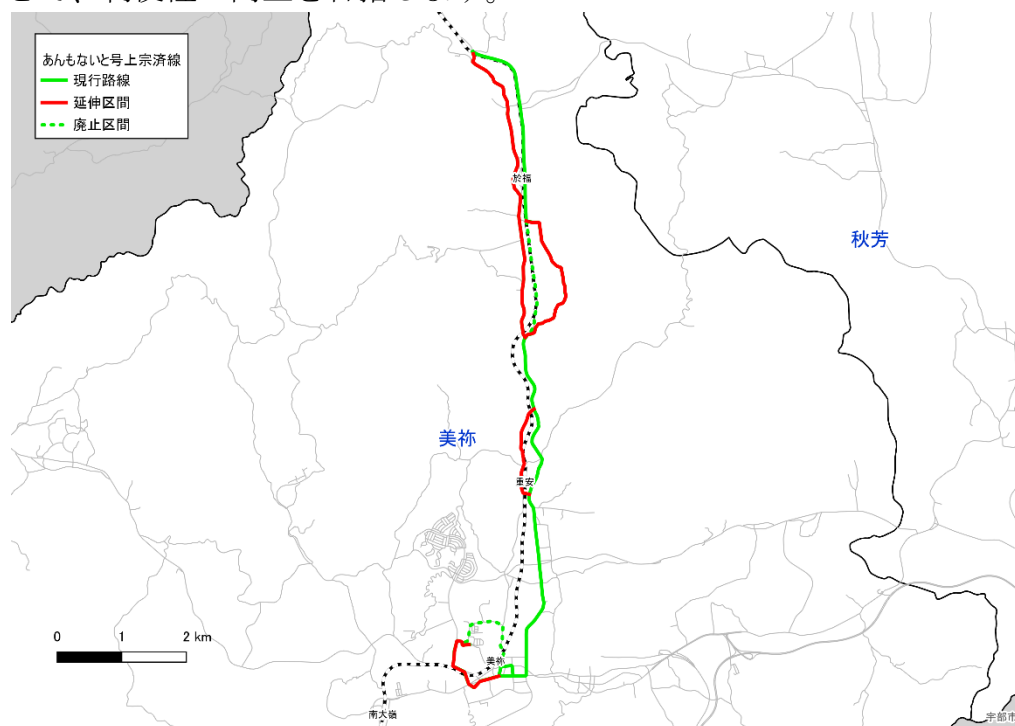 あんもないと号上宗済線
現行路線
延伸区間
廃止区間
於福
秋芳
美祢
重安
0 1 2 km
美祢
南大嶺
宇部市